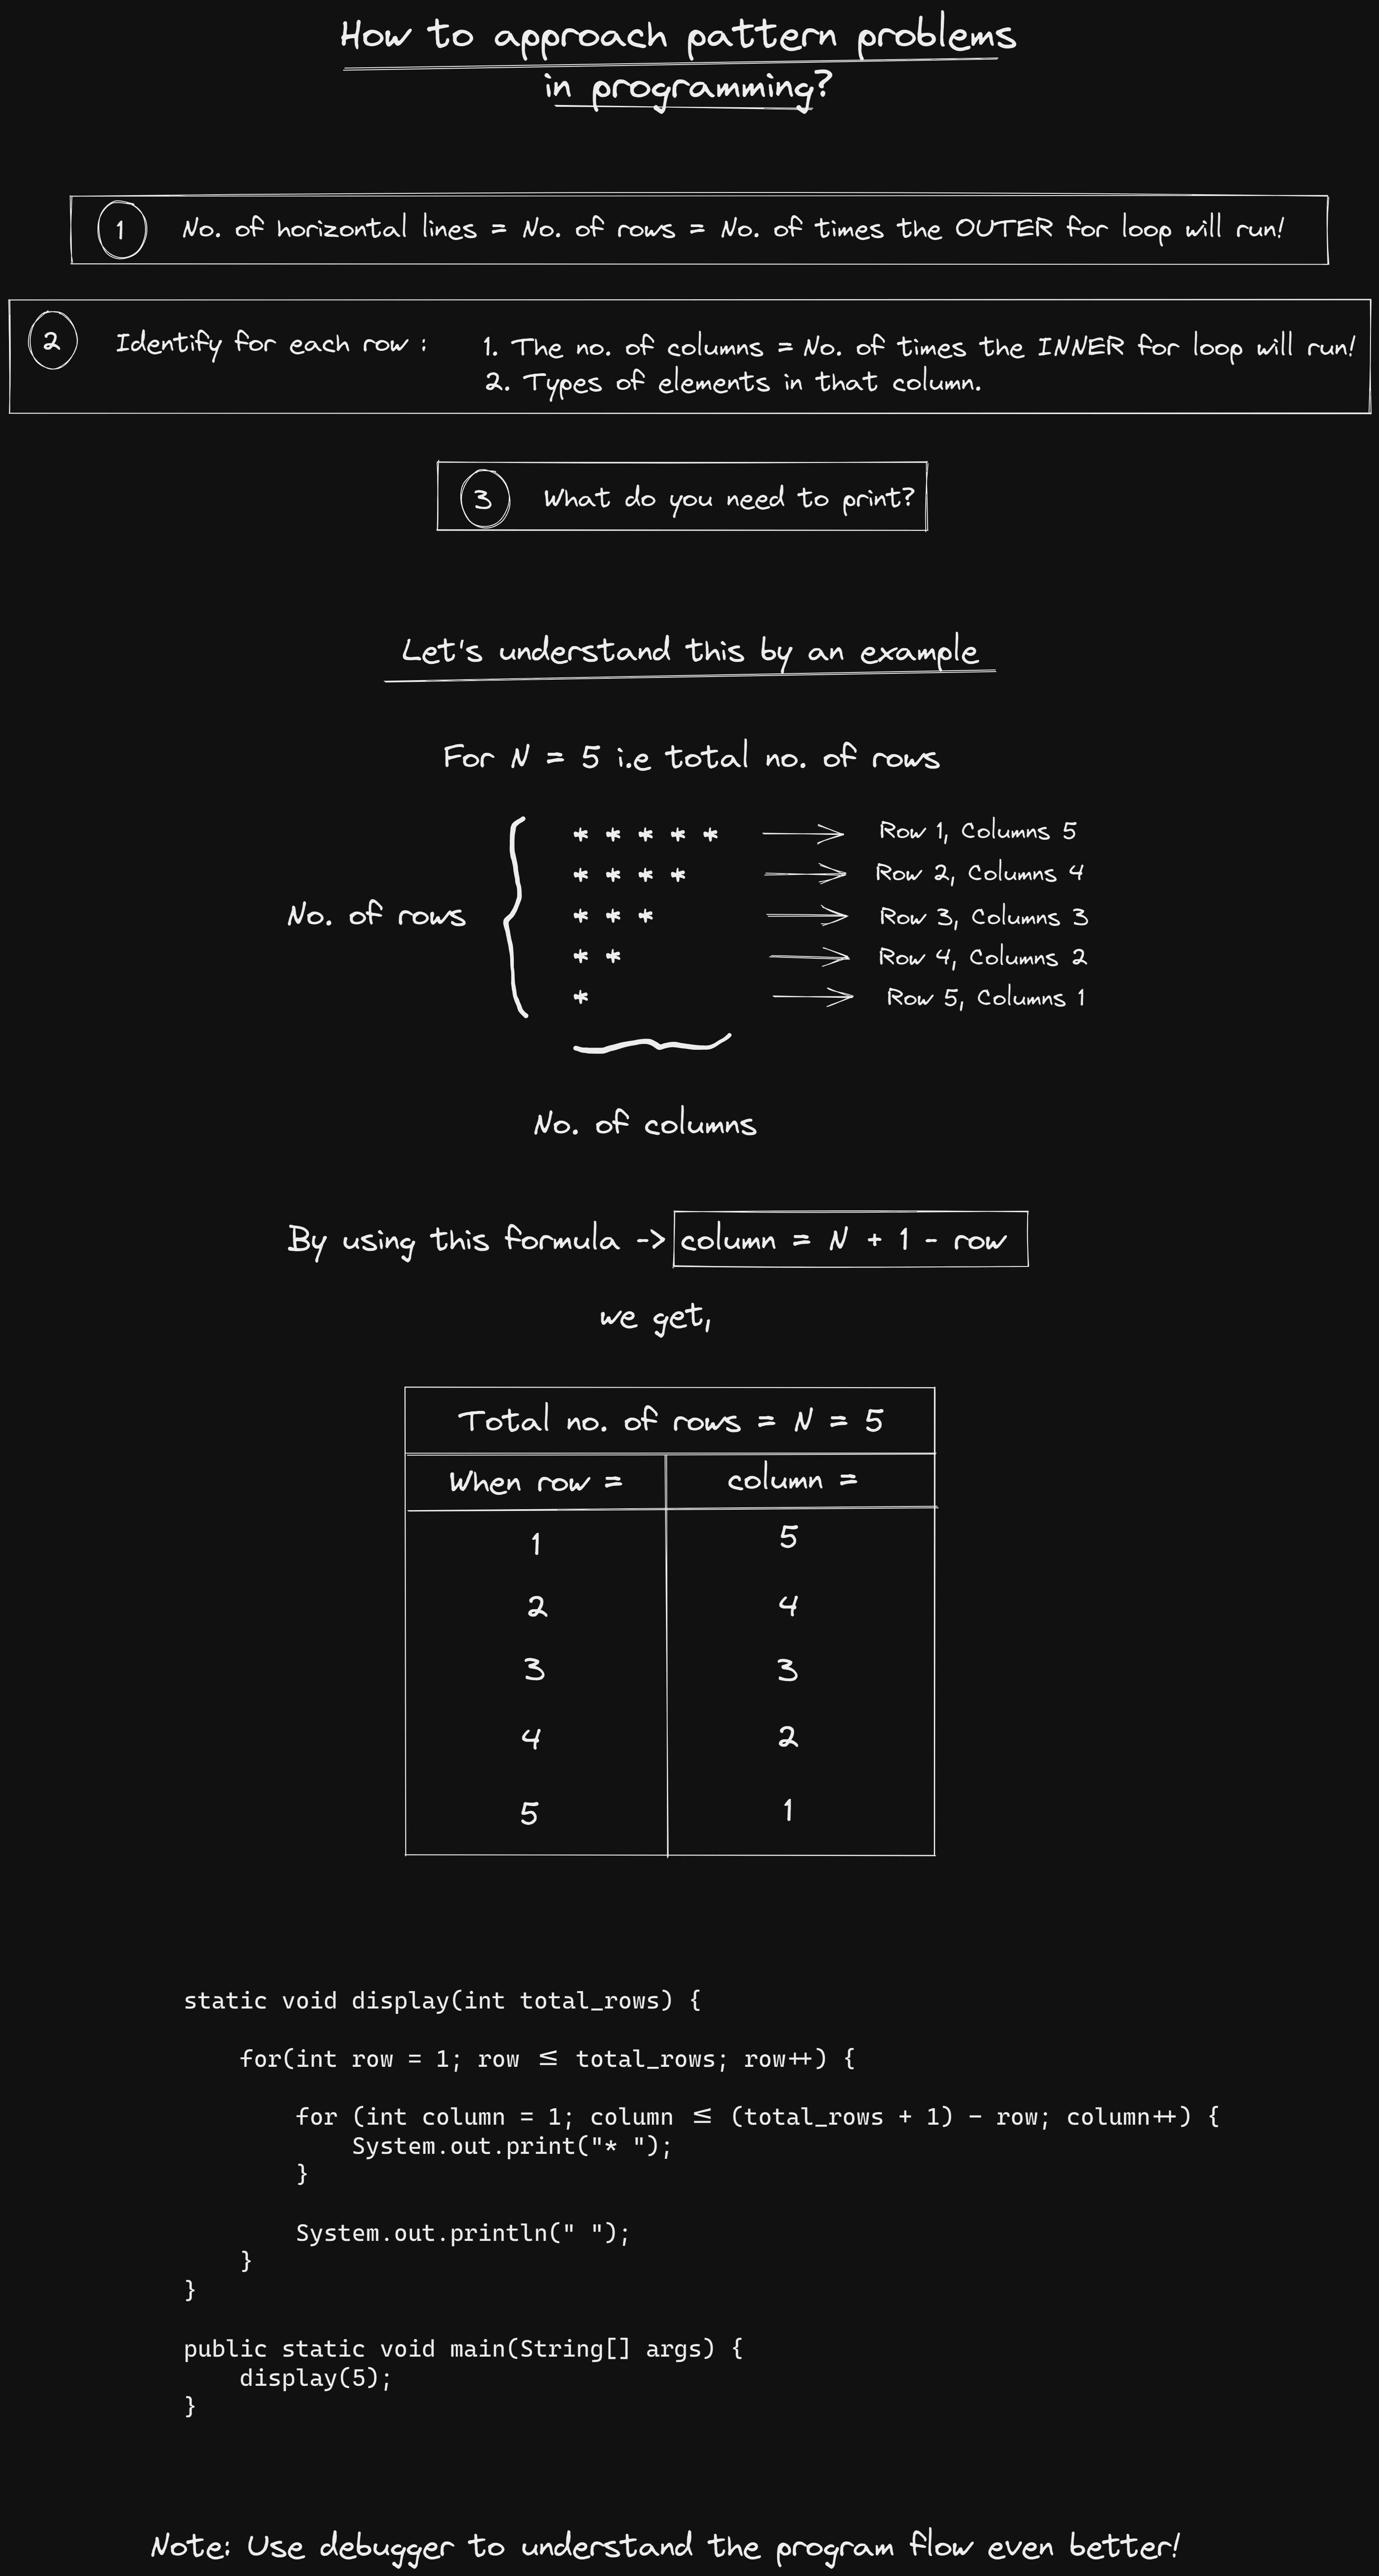 How to approach pattern problems
in programming?
1 No. of horizontal lines = No. of rows = No. of times the OUTER for loop will run!
2 Identify for each row : 1. The no. of columns = No. of times the INNER for loop will run!
2. Types of elements in that column.
3 What do you need to print?
Let's understand this by an example
For N = 5 i.e total no. of rows
* * * * * Row 1, Columns 5
* * * * Row 2, Columns 4
No. of rows * * * Row 3, Columns 3
* * Row 4, Columns 2
* Row 5, Columns 1
No. of columns
By using this formula -> column = N + 1 - row
we get,
Total no. of rows = N = 5
When row = column =
1 5
2 4
3 3
4 2
5 1
static void display(int total_rows) {
for(int row = 1; row ≤ total_rows; row++) {
for (int column = 1; column ≤ (total_rows + 1) - row; column++) {
System.out.print("* ");
}
System.out.println(" ");
}
}
public static void main(String[] args) {
display(5);
}
Note: Use debugger to understand the program flow even better!